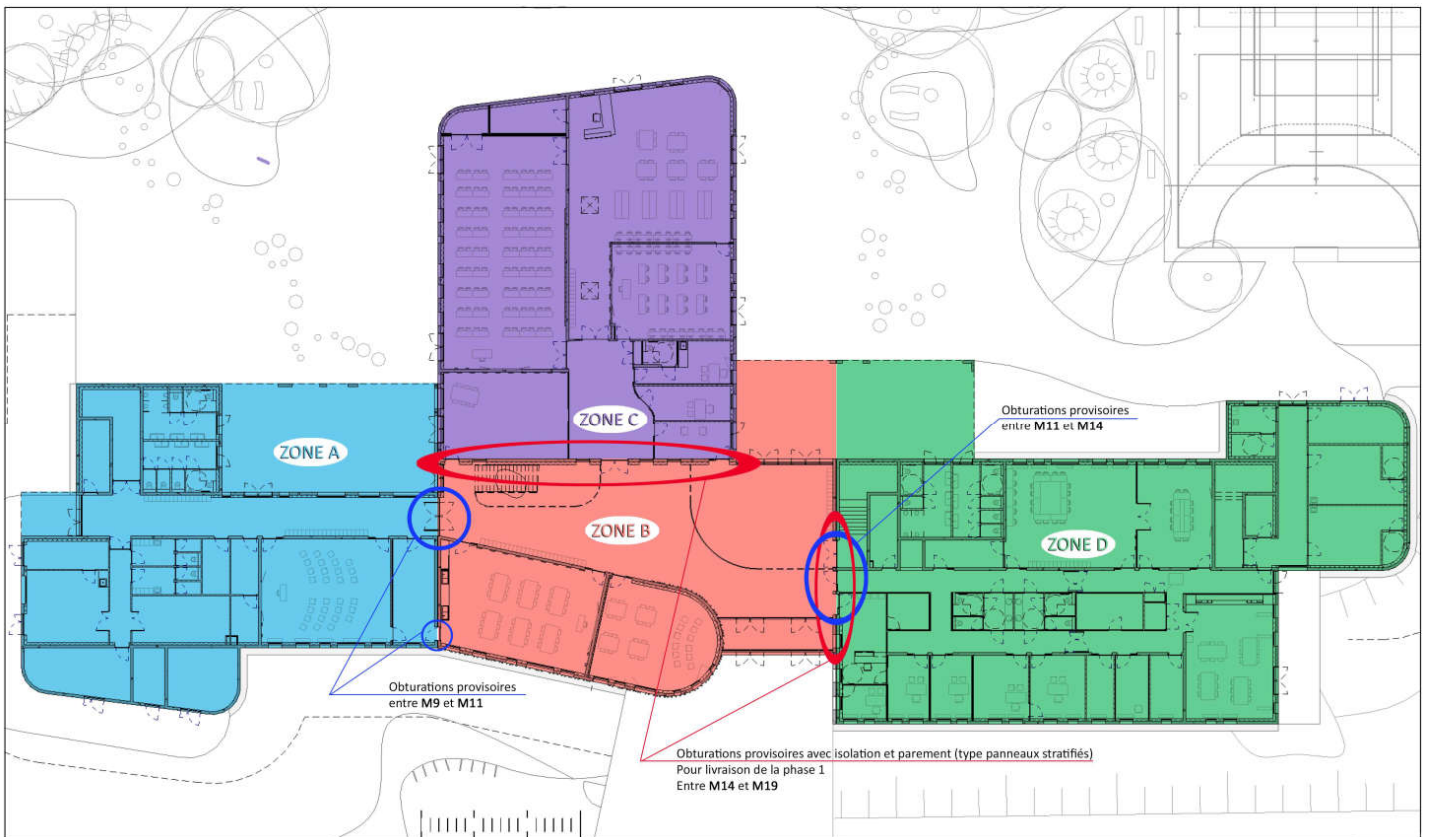 ZONE C
Obturations provisoires
entre M11 et M14
ZONE A
ZONE B
ZONE D
Obturations provisoires
entre M9 et M11
Obturations provisoires avec isolation et parement (type panneaux stratifiés)
Pour livraison de la phase 1
Entre M14 et M19